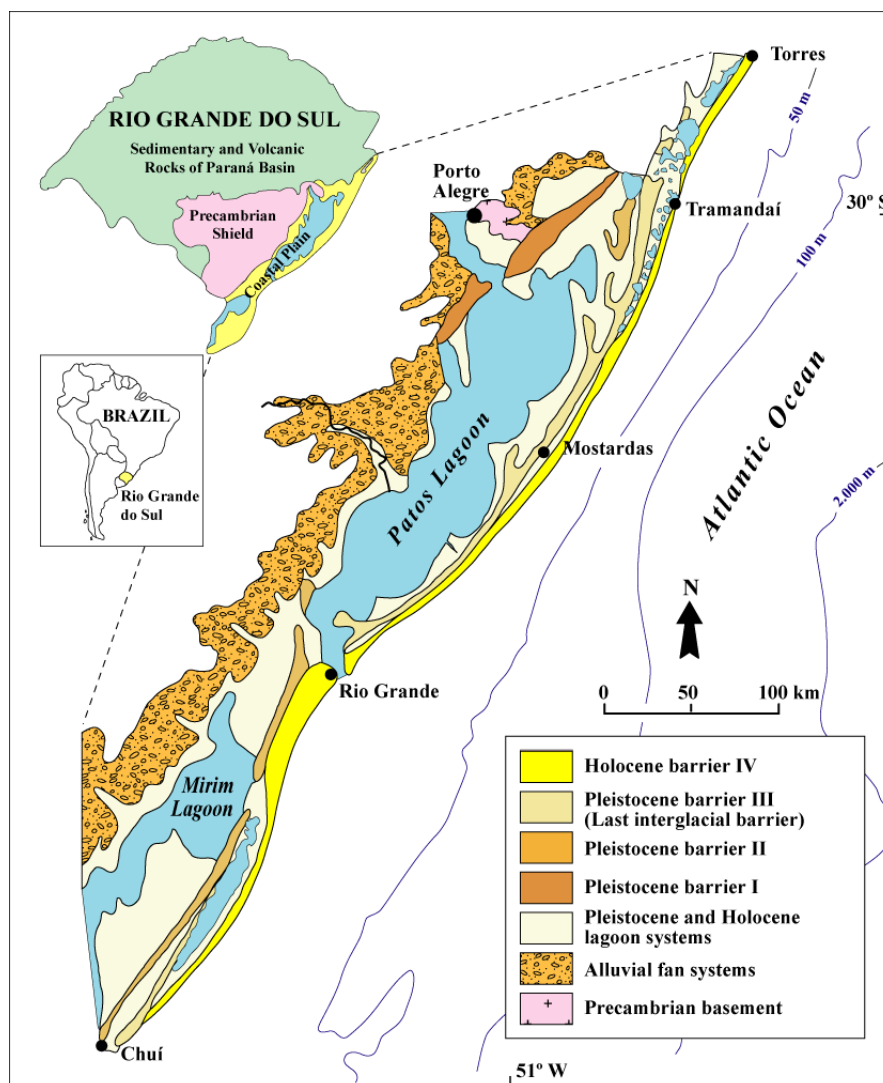 Torres
50 m
RIO GRANDE DO SUL
Sedimentary and Volcanic
Rocks of Paraná Basin
Precambrian
Shield
Coastal Plain
Porto
Alegre
Tramandaí
30º S
100 m
BRAZIL
Rio Grande
do Sul
Patos Lagoon
Mostardas
Atlantic Ocean
2.000 m
N
Rio Grande
0 50 100 km
Mirim
Lagoon
Holocene barrier IV
Pleistocene barrier III
(Last interglacial barrier)
Pleistocene barrier II
Pleistocene barrier I
Pleistocene and Holocene
lagoon systems
Alluvial fan systems
Precambrian basement
Chuí
51º W